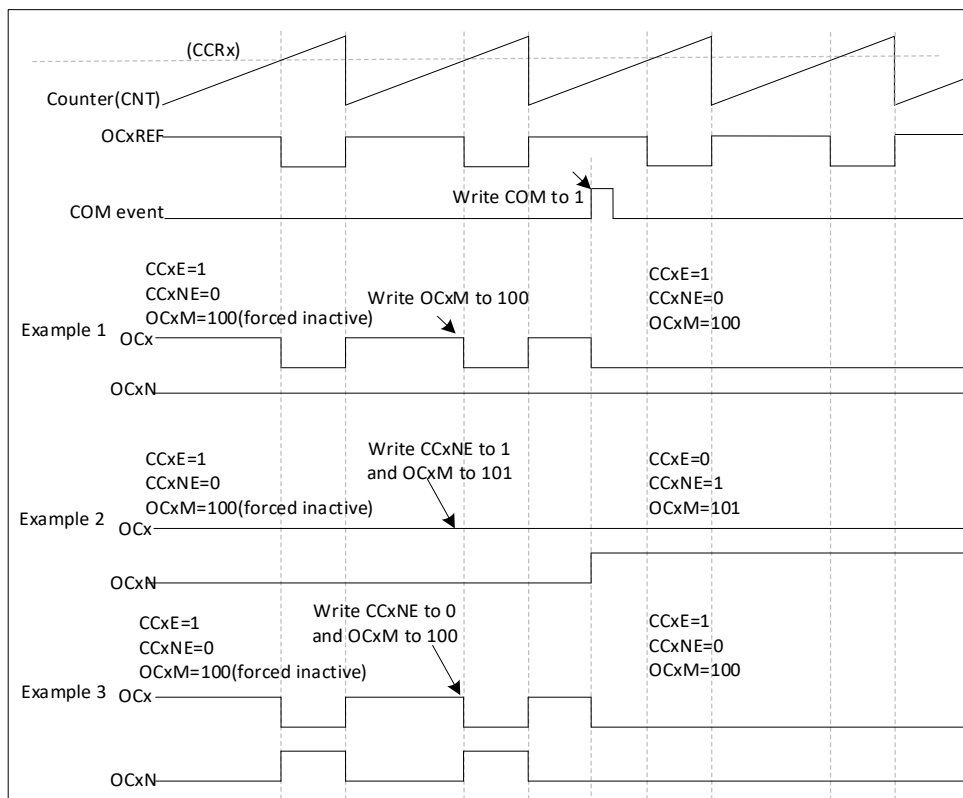 (CCRx)
Counter(CNT)
OCxREF
Write COM to 1
COM event
CCxE=1
CCxNE=0
OCxM=100(forced inactive)
Write OCxM to 100
CCxE=1
CCxNE=0
OCxM=100
Example 1
OCx
OCxN
CCxE=1
CCxNE=0
OCxM=100(forced inactive)
Write CCxNE to 1
and OCxM to 101
CCxE=0
CCxNE=1
OCxM=101
Example 2
OCx
OCxN
CCxE=1
CCxNE=0
OCxM=100(forced inactive)
Write CCxNE to 0
and OCxM to 100
CCxE=1
CCxNE=0
OCxM=100
Example 3
OCx
OCxN